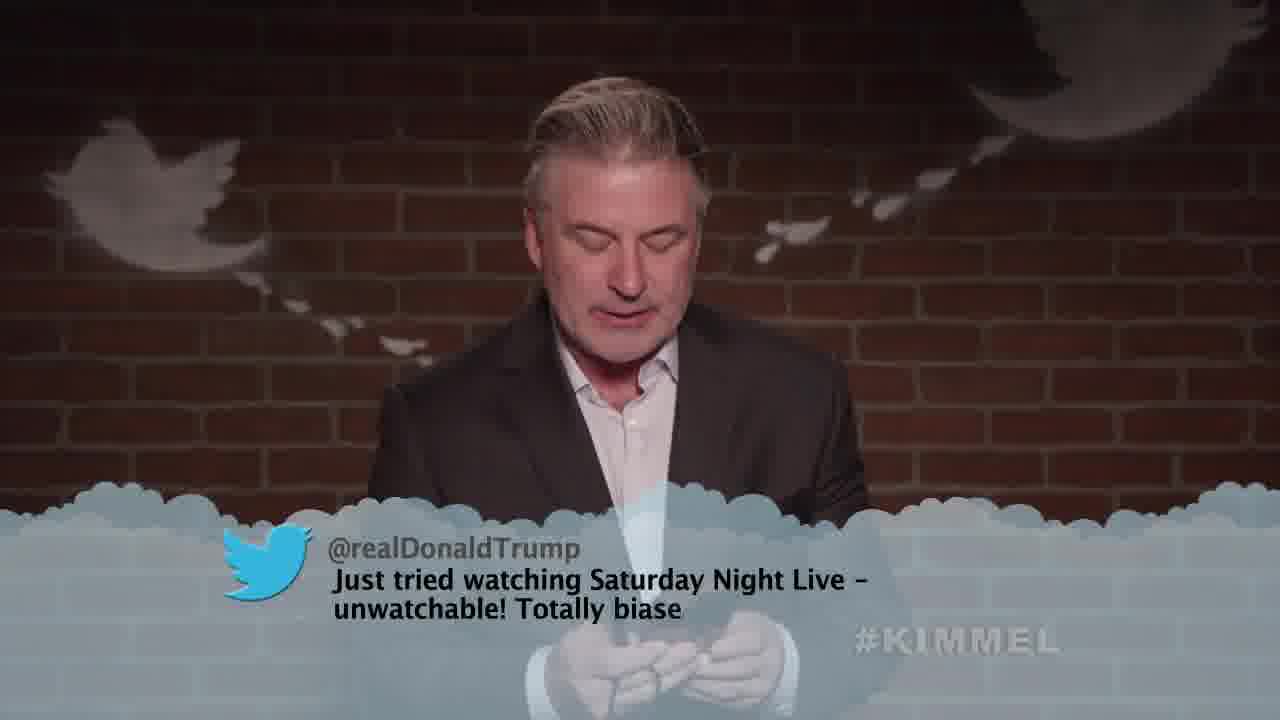 @realDonaldTrump
Just tried watching Saturday Night Live -
unwatchable! Totally biase
#KIMMEL